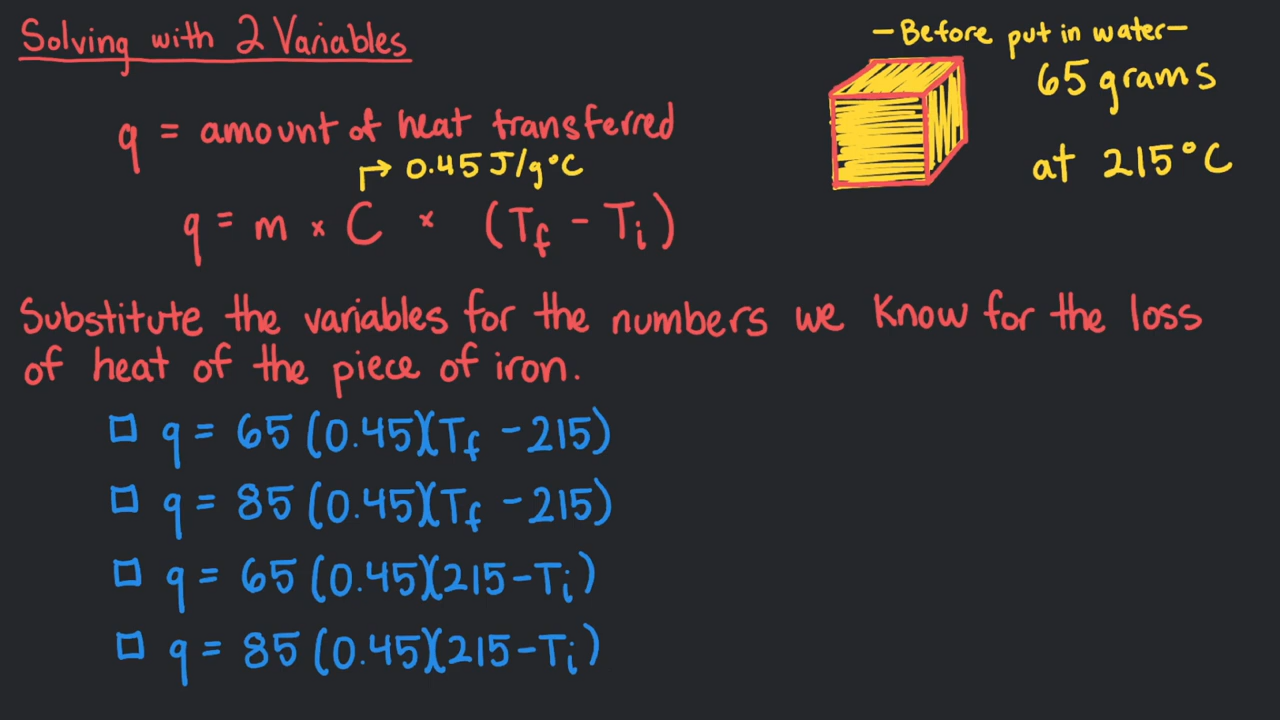 Solving with 2 Variables
- Before put in water -
65 grams
at 215°C
q = amount of heat transferred
→ 0.45 J/g°C
q = m × C × (Tf - Ti)
Substitute the variables for the numbers we know for the loss
of heat of the piece of iron.
□ q = 65 (0.45)(Tf - 215)
□ q = 85 (0.45)(Tf - 215)
□ q = 65 (0.45)(215 - Ti)
□ q = 85 (0.45)(215 - Ti)